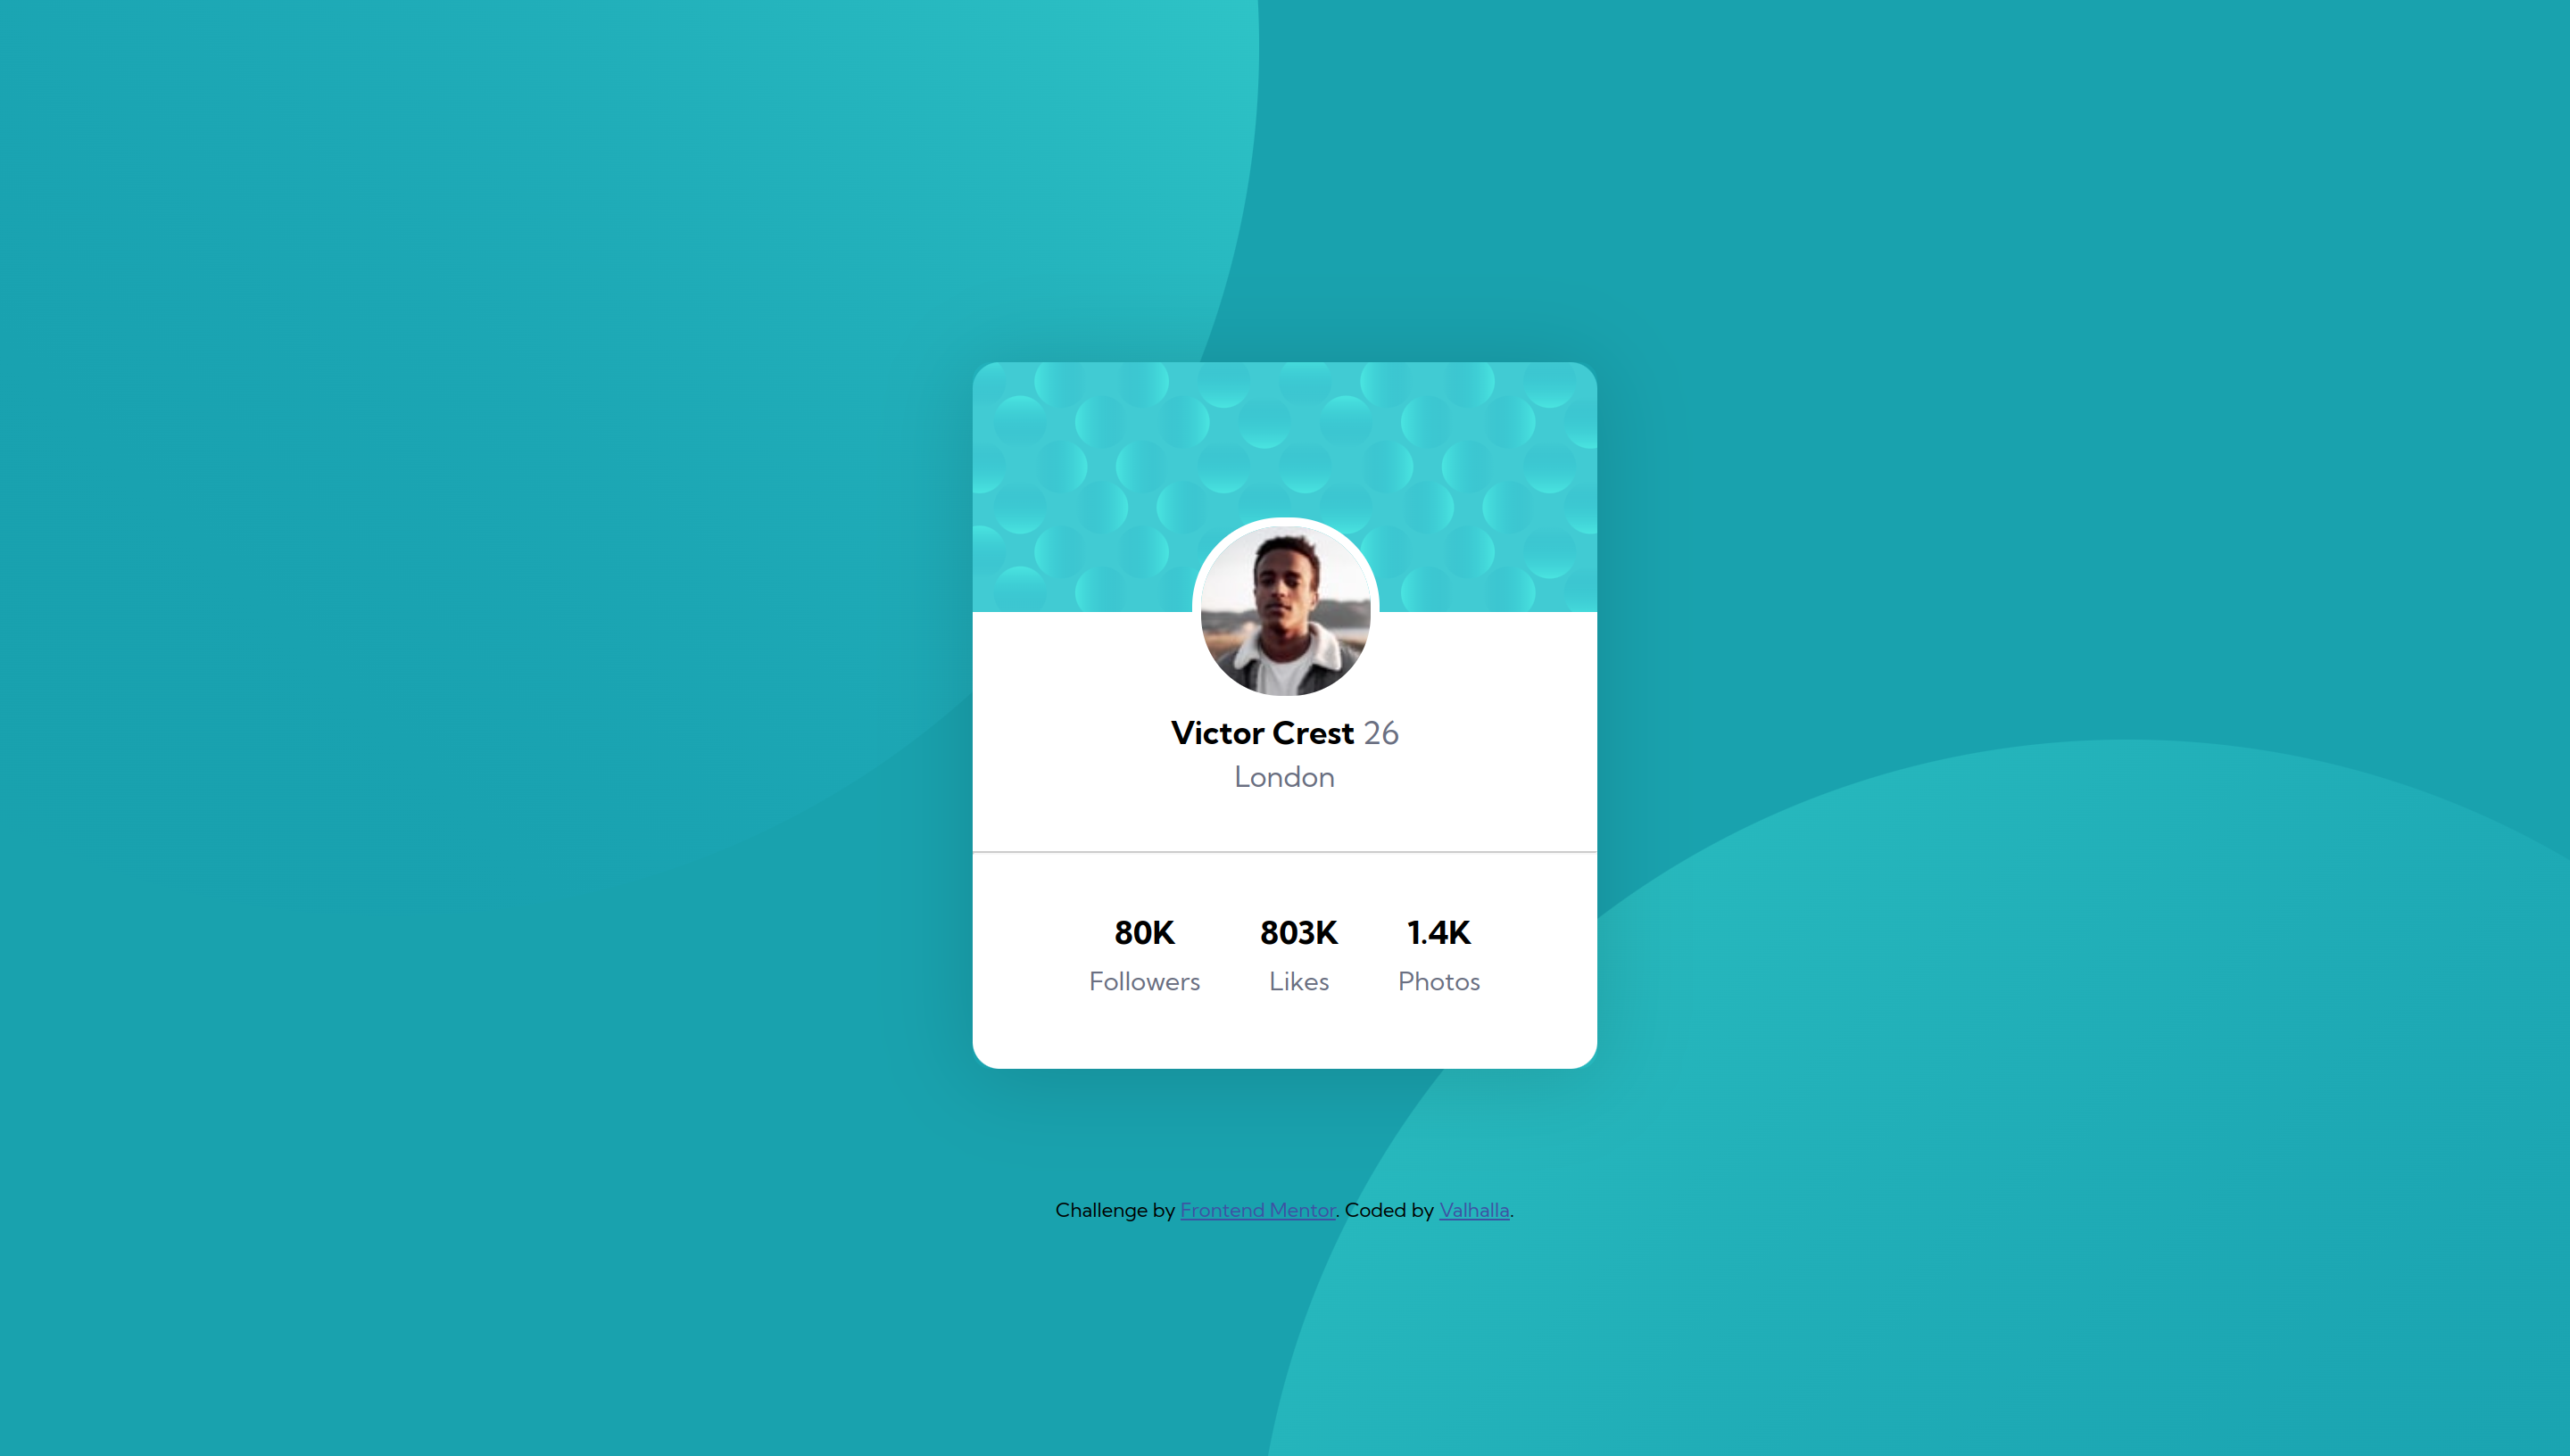 Victor Crest 26
London
80K 803K 1.4K
Followers Likes Photos
Challenge by Frontend Mentor. Coded by Valhalla.